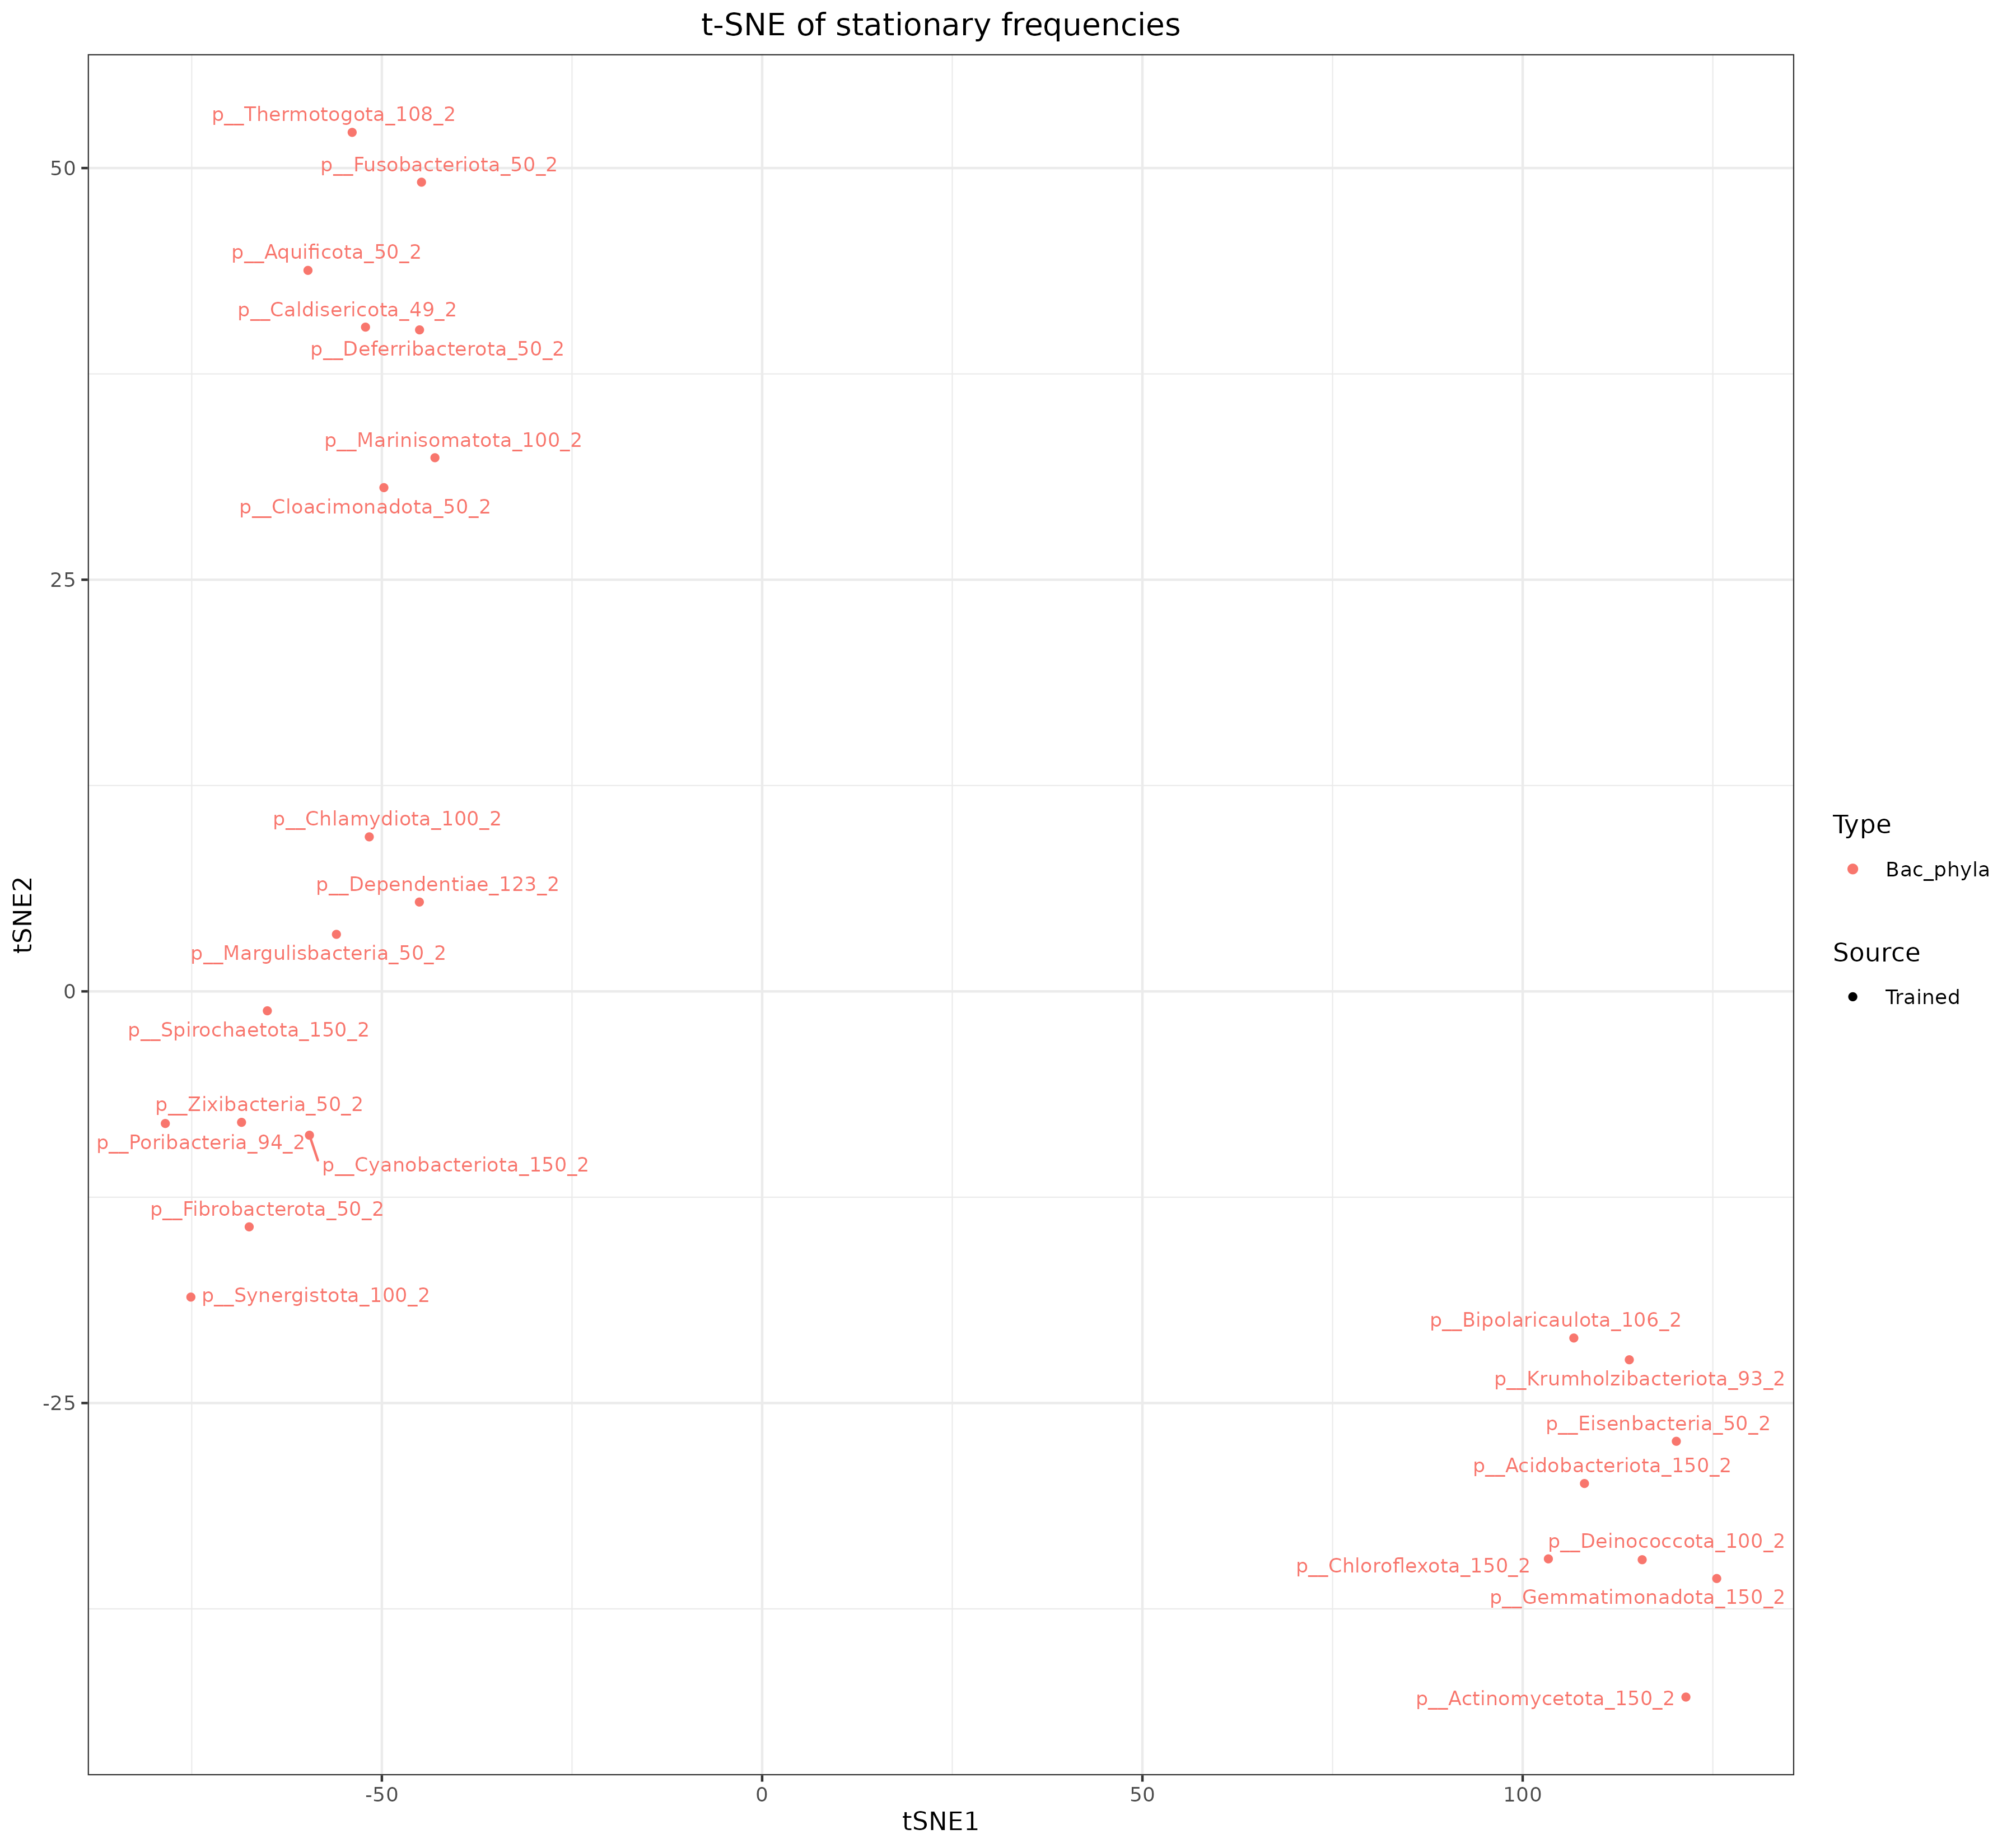 t-SNE of stationary frequencies
p__Thermotogota_108_2
p__Fusobacteriota_50_2
50
p__Aquificota_50_2
p__Caldisericota_49_2
p__Deferribacterota_50_2
p__Marinisomatota_100_2
p__Cloacimonadota_50_2
25
p__Chlamydiota_100_2
p__Dependentiae_123_2
p__Margulisbacteria_50_2
0
p__Spirochaetota_150_2
p__Zixibacteria_50_2
p__Poribacteria_94_2
p__Cyanobacteriota_150_2
p__Fibrobacterota_50_2
p__Synergistota_100_2
p__Bipolaricaulota_106_2
p__Krumholzibacteriota_93_2
-25
p__Eisenbacteria_50_2
p__Acidobacteriota_150_2
p__Deinococcota_100_2
p__Chloroflexota_150_2
p__Gemmatimonadota_150_2
p__Actinomycetota_150_2
-50
0
50
100
tSNE1
tSNE2
Type
Bac_phyla
Source
Trained